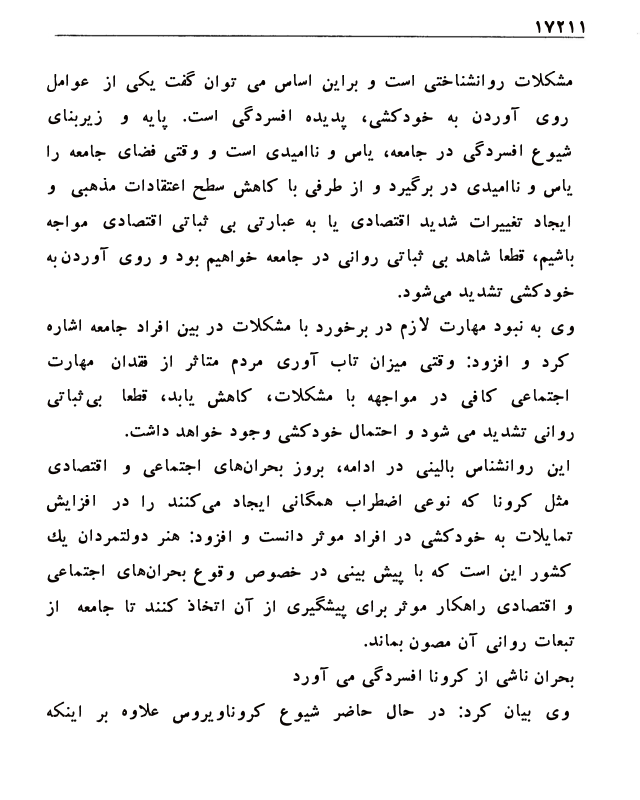 ۱۷۲۱۱
مشکلات روانشناختی است و براین اساس می توان گفت یکی از عوامل
روی آوردن به خودکشی، پدیده افسردگی است. پایه و زیربنای
شیوع افسردگی در جامعه، یاس و ناامیدی است و وقتی فضای جامعه را
یاس و ناامیدی در برگیرد و از طرفی با کاهش سطح اعتقادات مذهبی و
ایجاد تغییرات شدید اقتصادی یا به عبارتی بی ثباتی اقتصادی مواجه
باشیم، قطعا شاهد بی ثباتی روانی در جامعه خواهیم بود و روی آوردن به
خودکشی تشدید می‌شود.
وی به نبود مهارت لازم در برخورد با مشکلات در بین افراد جامعه اشاره
کرد و افزود: وقتی میزان تاب آوری مردم متاثر از فقدان مهارت
اجتماعی کافی در مواجهه با مشکلات، کاهش یابد، قطعا بی‌ثباتی
روانی تشدید می شود و احتمال خودکشی وجود خواهد داشت.
این روانشناس بالینی در ادامه، بروز بحران‌های اجتماعی و اقتصادی
مثل کرونا که نوعی اضطراب همگانی ایجاد می‌کنند را در افزایش
تمایلات به خودکشی در افراد موثر دانست و افزود: هنر دولتمردان یك
کشور این است که با پیش بینی در خصوص وقوع بحران‌های اجتماعی
و اقتصادی راهکار موثر برای پیشگیری از آن اتخاذ کنند تا جامعه از
تبعات روانی آن مصون بماند.
بحران ناشی از کرونا افسردگی می آورد
وی بیان کرد: در حال حاضر شیوع کروناویروس علاوه بر اینکه